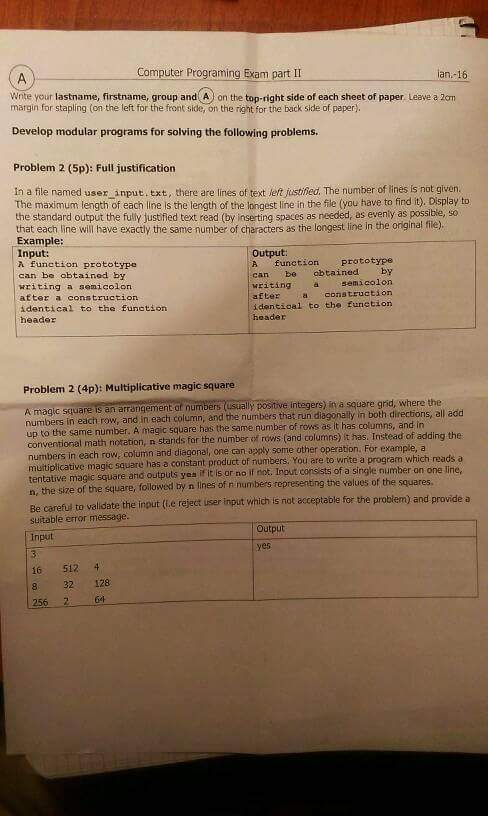 A
Computer Programing Exam part II
ian.-16
Write your lastname, firstname, group and A on the top-right side of each sheet of paper. Leave a 2cm
margin for stapling (on the left for the front side, on the right for the back side of paper).
Develop modular programs for solving the following problems.
Problem 2 (5p): Full justification
In a file named user_input.txt, there are lines of text left justified. The number of lines is not given.
The maximum length of each line is the length of the longest line in the file (you have to find it). Display to
the standard output the fully justified text read (by inserting spaces as needed, as evenly as possible, so
that each line will have exactly the same number of characters as the longest line in the original file).
Example:
Input:
A function prototype
can be obtained by
writing a semicolon
after a construction
identical to the function
header
Output:
A function prototype
can be obtained by
writing a semicolon
after a construction
identical to the function
header
Problem 2 (4p): Multiplicative magic square
A magic square is an arrangement of numbers (usually positive integers) in a square grid, where the
numbers in each row, and in each column, and the numbers that run diagonally in both directions, all add
up to the same number. A magic square has the same number of rows as it has columns, and in
conventional math notation, n stands for the number of rows (and columns) it has. Instead of adding the
numbers in each row, column and diagonal, one can apply some other operation. For example, a
multiplicative magic square has a constant product of numbers. You are to write a program which reads a
tentative magic square and outputs yes if it is or no if not. Input consists of a single number on one line,
n, the size of the square, followed by n lines of n numbers representing the values of the squares.
Be careful to validate the input (i.e reject user input which is not acceptable for the problem) and provide a
suitable error message.
Input
Output
3
yes
16 512 4
8 32 128
256 2 64